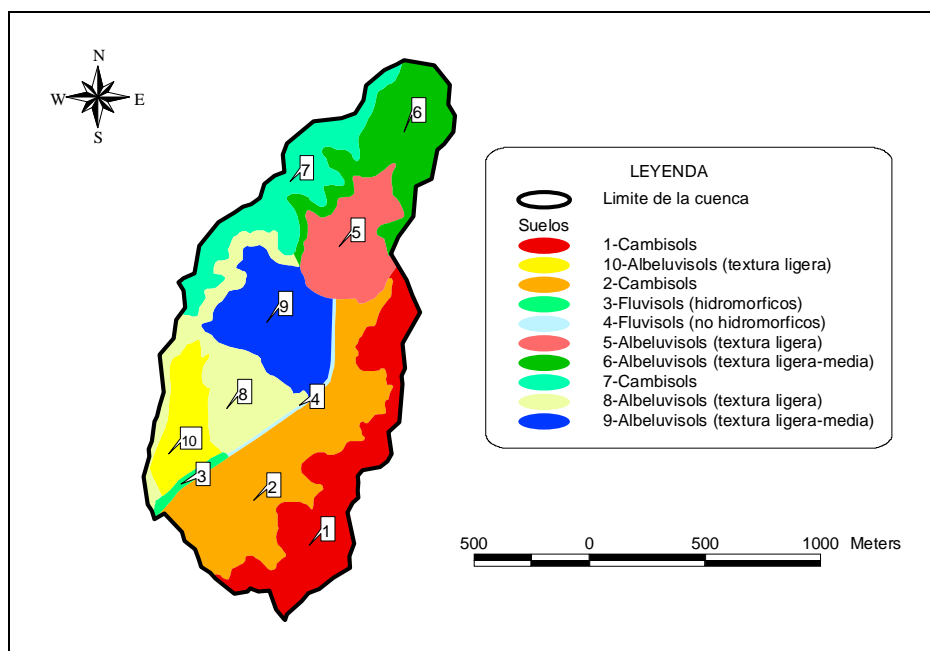 N
W E
S
6
7
5
9
8
4
10
3
2
1
LEYENDA
Limite de la cuenca
Suelos
1-Cambisols
10-Albeluvisols (textura ligera)
2-Cambisols
3-Fluvisols (hidromorficos)
4-Fluvisols (no hidromorficos)
5-Albeluvisols (textura ligera)
6-Albeluvisols (textura ligera-media)
7-Cambisols
8-Albeluvisols (textura ligera)
9-Albeluvisols (textura ligera-media)
500 0 500 1000 Meters